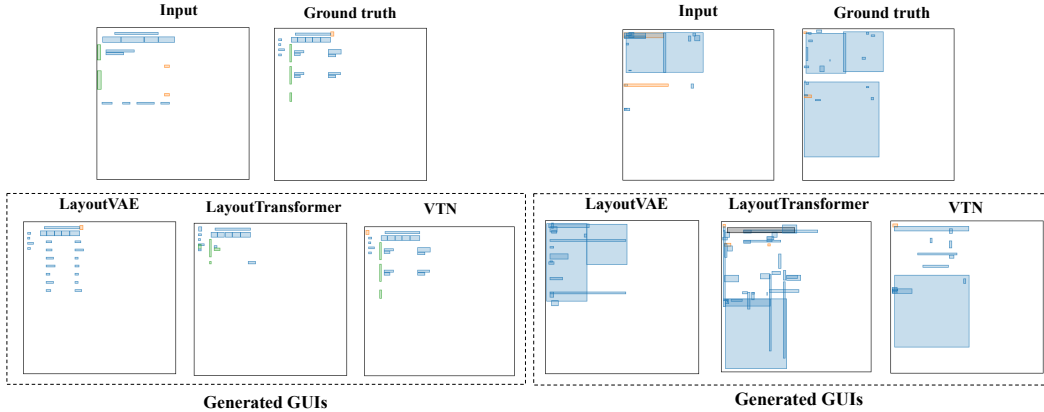 Input
Ground truth
Input
Ground truth
LayoutVAE
LayoutTransformer
VTN
LayoutVAE
LayoutTransformer
VTN
Generated GUIs
Generated GUIs